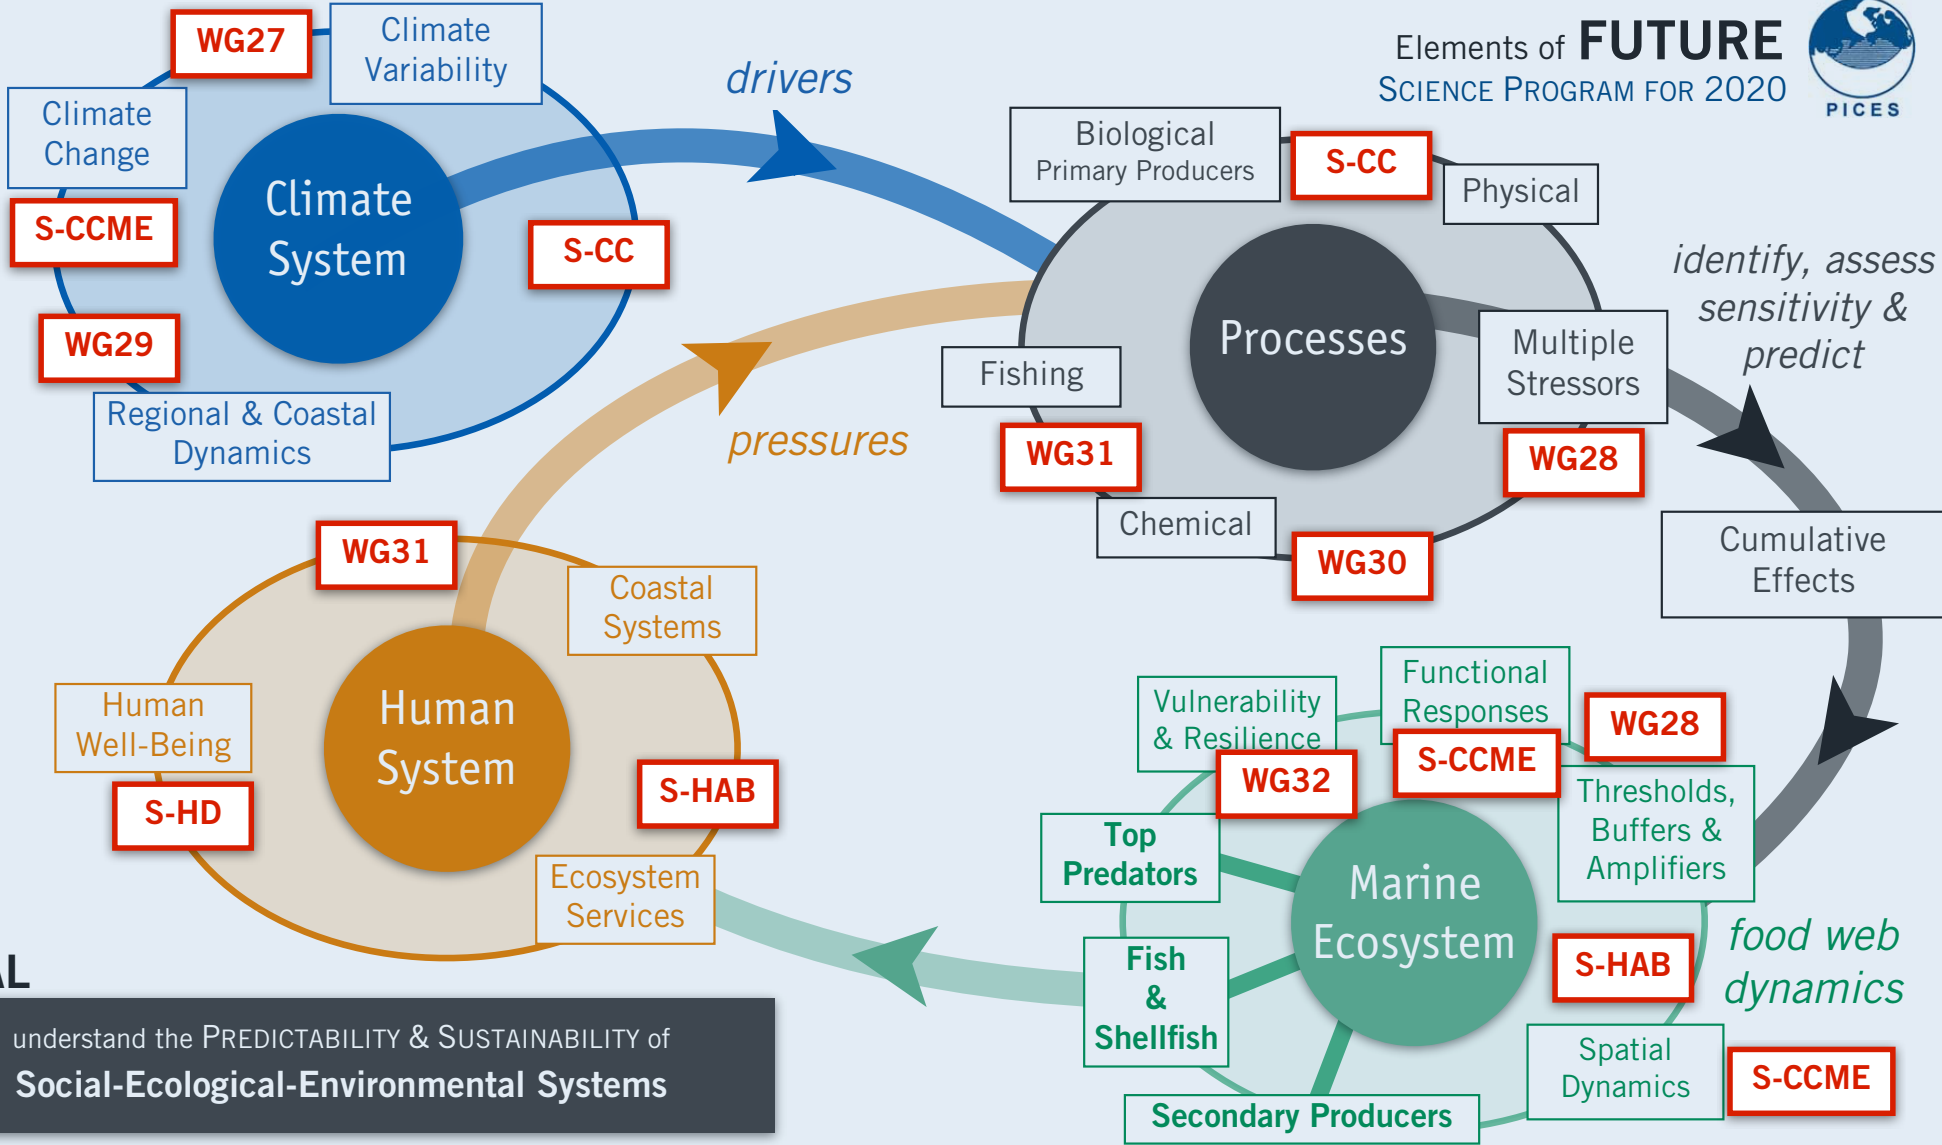 Elements of FUTURE
SCIENCE PROGRAM FOR 2020
PICES
WG27
Climate
Variability
Climate
Change
S-CCME
Climate
System
S-CC
WG29
Regional & Coastal
Dynamics
drivers
pressures
Biological
Primary Producers
S-CC
Physical
Processes
Fishing
WG31
Chemical
WG30
Multiple
Stressors
WG28
identify, assess
sensitivity &
predict
Cumulative
Effects
WG31
Coastal
Systems
Human
Well-Being
S-HD
Human
System
S-HAB
Ecosystem
Services
Vulnerability
& Resilience
WG32
Functional
Responses
S-CCME
WG28
Thresholds,
Buffers &
Amplifiers
Top
Predators
Marine
Ecosystem
Fish
&
Shellfish
S-HAB
food web
dynamics
Spatial
Dynamics
S-CCME
Secondary Producers
AL
understand the PREDICTABILITY & SUSTAINABILITY of
Social-Ecological-Environmental Systems